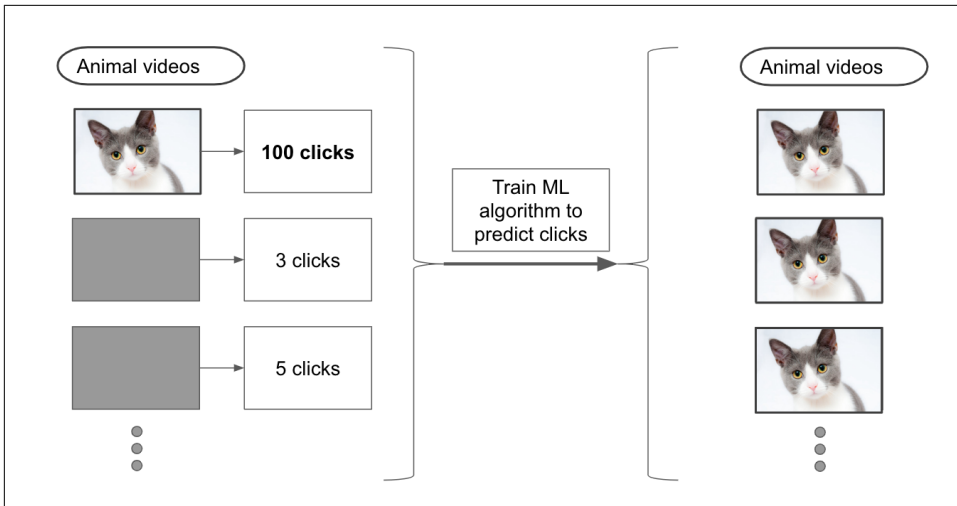 Animal videos
100 clicks
3 clicks
5 clicks
Train ML
algorithm to
predict clicks
Animal videos